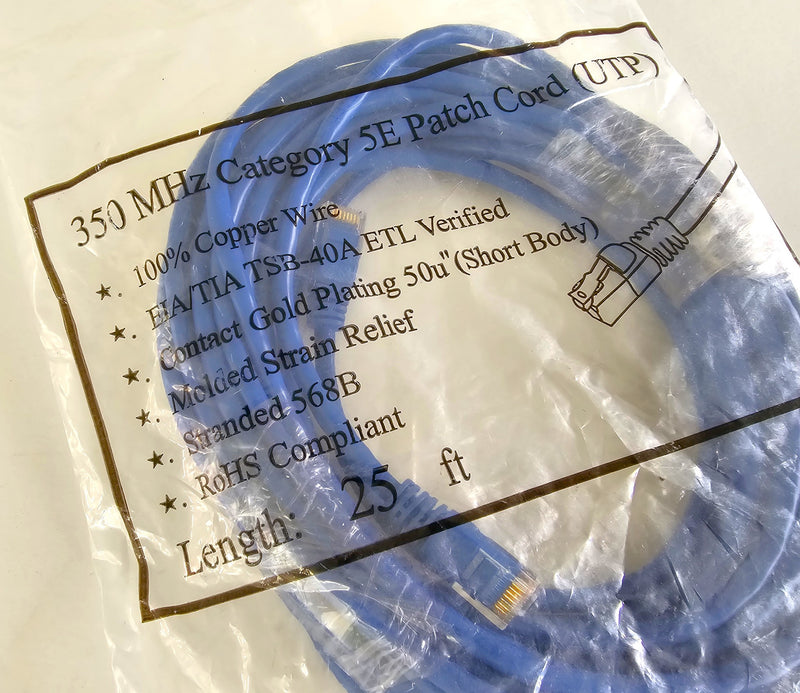 350 MHz Category 5E Patch Cord (UTP)
★. 100% Copper Wire
★. EIA/TIA TSB-40A ETL Verified
★. Contact Gold Plating 50u"(Short Body)
★. Molded Strain Relief
★. Stranded 568B
★. RoHS Compliant
Length: 25 ft